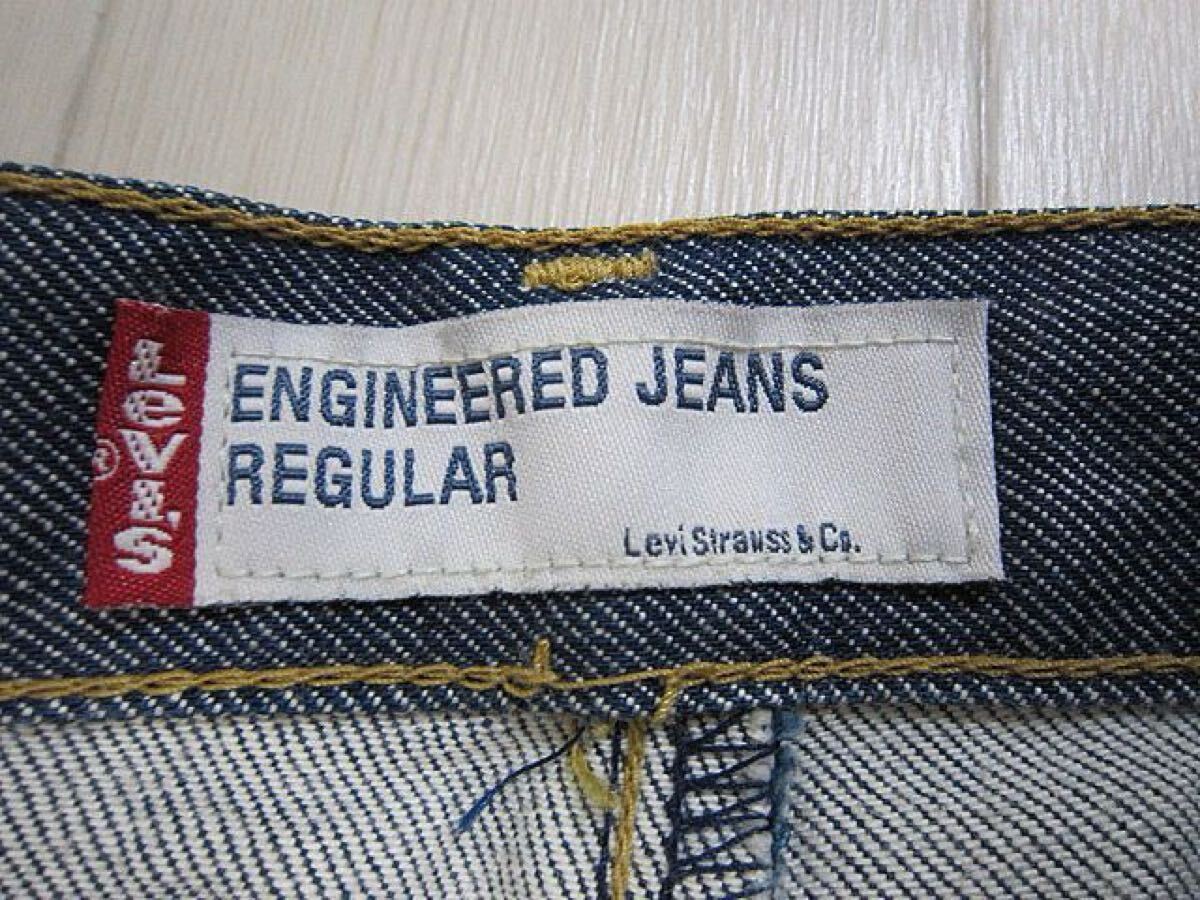 LEVI'S®
ENGINEERED JEANS
REGULAR
Levi Strauss & Co.